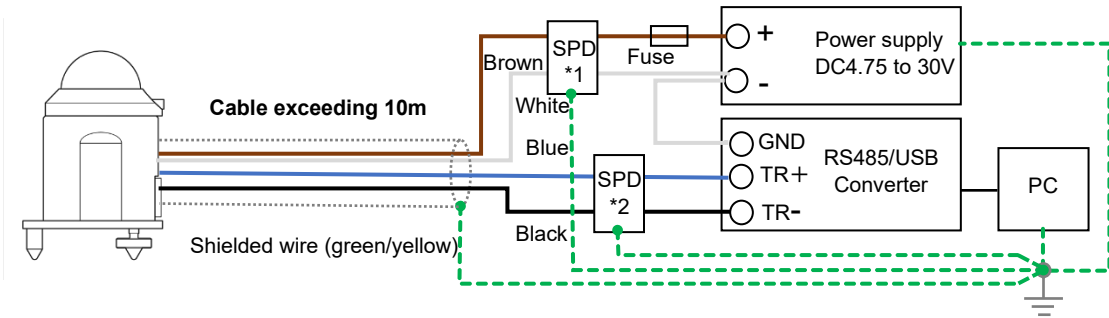 SPD
*1
Fuse
+
-
Power supply
DC4.75 to 30V
Brown
Cable exceeding 10m
White
Blue
GND
TR+
TR-
RS485/USB
Converter
PC
SPD
*2
Black
Shielded wire (green/yellow)